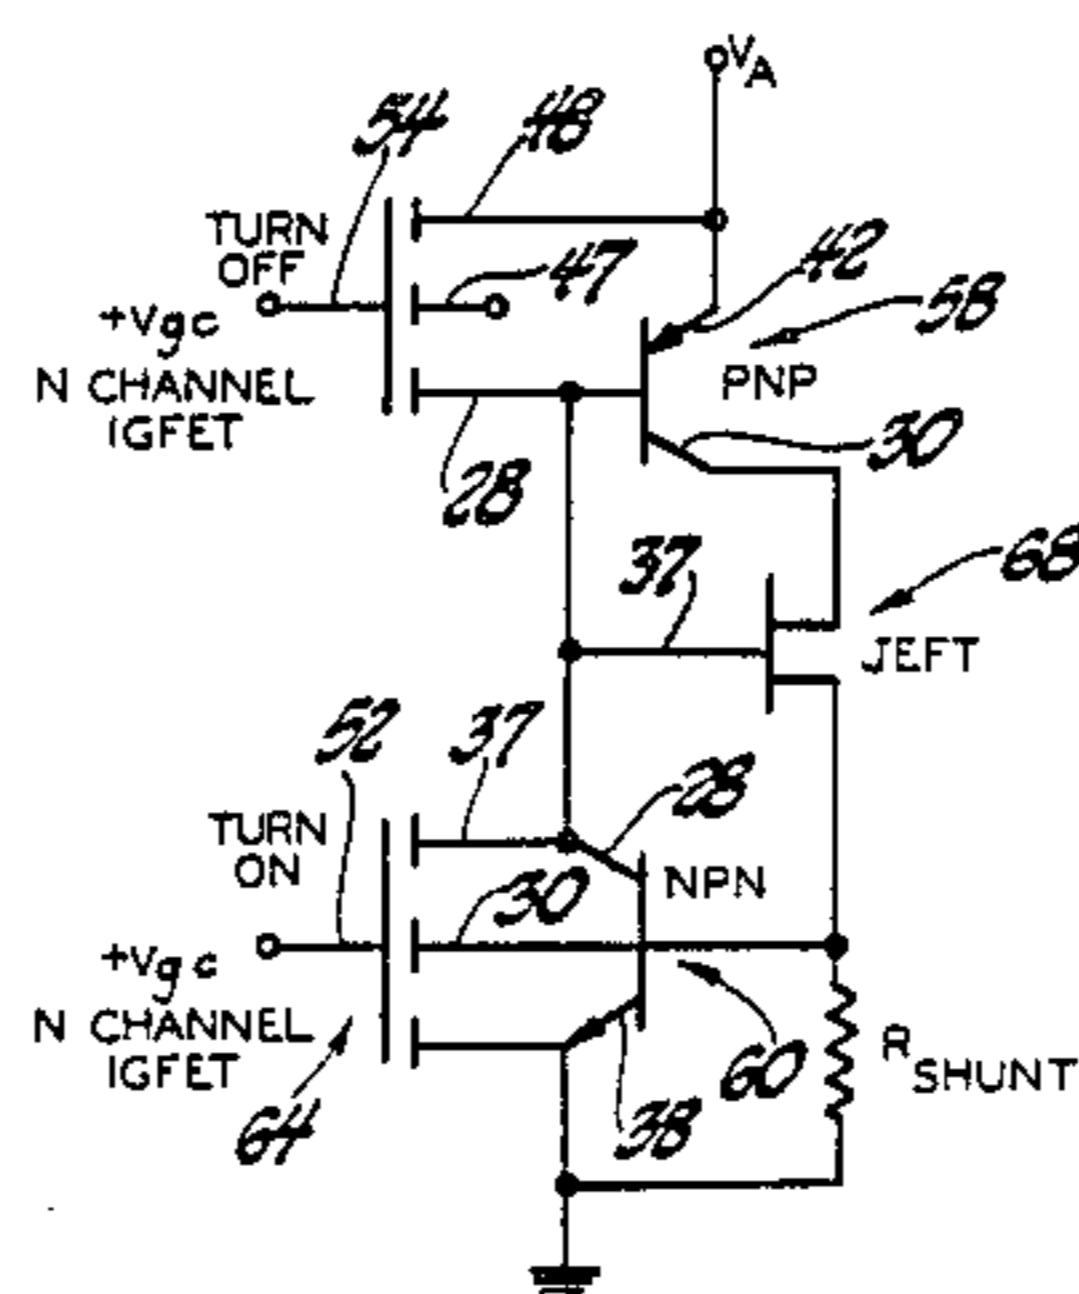 VA
54
48
TURN
OFF
47
42
58
+Vgc
N CHANNEL
IGFET
PNP
28
30
37
68
JEFT
52
37
28
TURN
ON
30
NPN
+Vgc
N CHANNEL
IGFET
R SHUNT
64
60
38